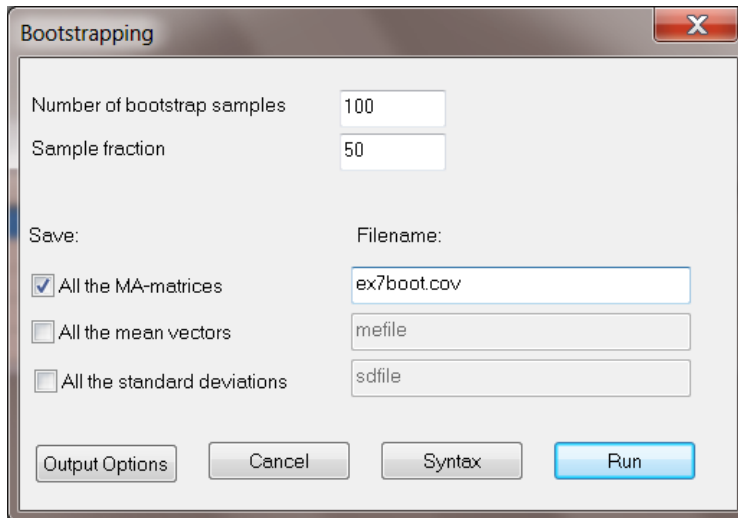 Bootstrapping
Number of bootstrap samples 100
Sample fraction 50
Save: Filename:
All the MA-matrices ex7boot.cov
All the mean vectors mefile
All the standard deviations sdfile
Output Options Cancel Syntax Run